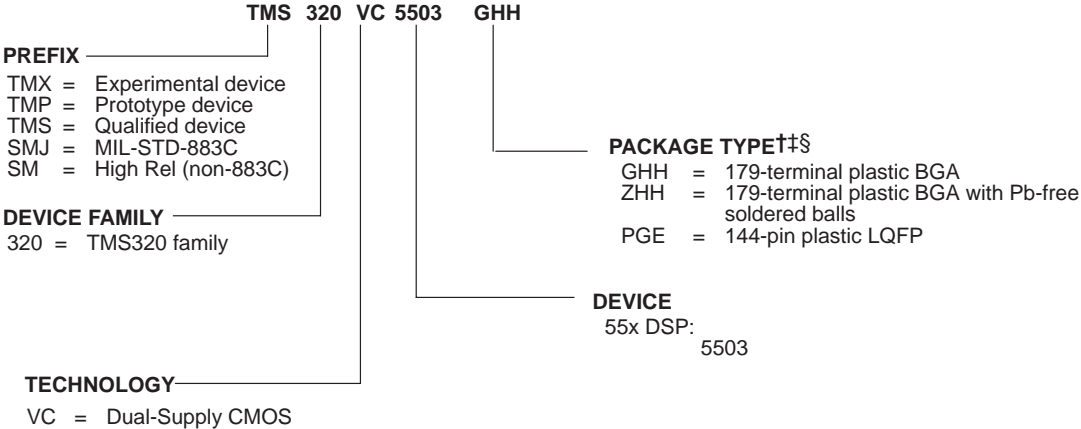 TMS 320 VC 5503 GHH
PREFIX
TMX = Experimental device
TMP = Prototype device
TMS = Qualified device
SMJ = MIL-STD-883C
SM = High Rel (non-883C)
DEVICE FAMILY
320 = TMS320 family
TECHNOLOGY
VC = Dual-Supply CMOS
PACKAGE TYPE†‡§
GHH = 179-terminal plastic BGA
ZHH = 179-terminal plastic BGA with Pb-free
soldered balls
PGE = 144-pin plastic LQFP
DEVICE
55x DSP:
5503